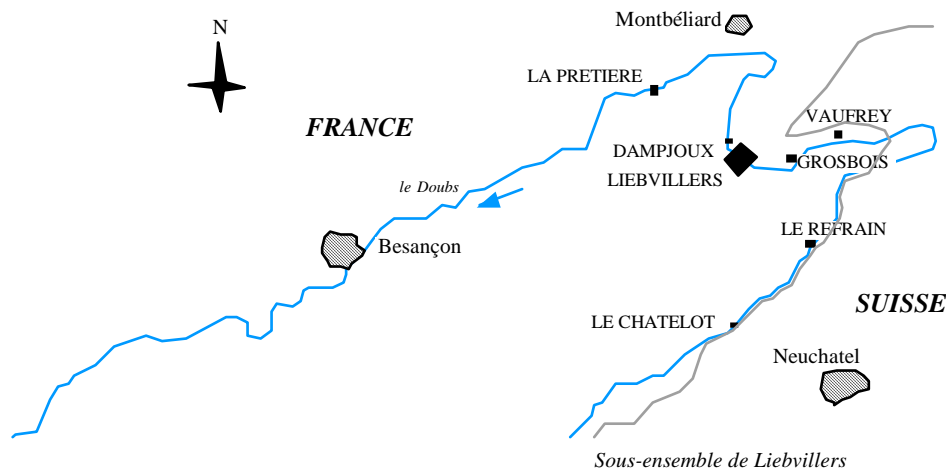 Montbéliard
N
LA PRETIERE
VAUFREY
FRANCE
DAMPJOUX
GROSBOIS
LIEBVILLERS
le Doubs
LE REFRAIN
Besançon
SUISSE
LE CHATELOT
Neuchatel
Sous-ensemble de Liebvillers